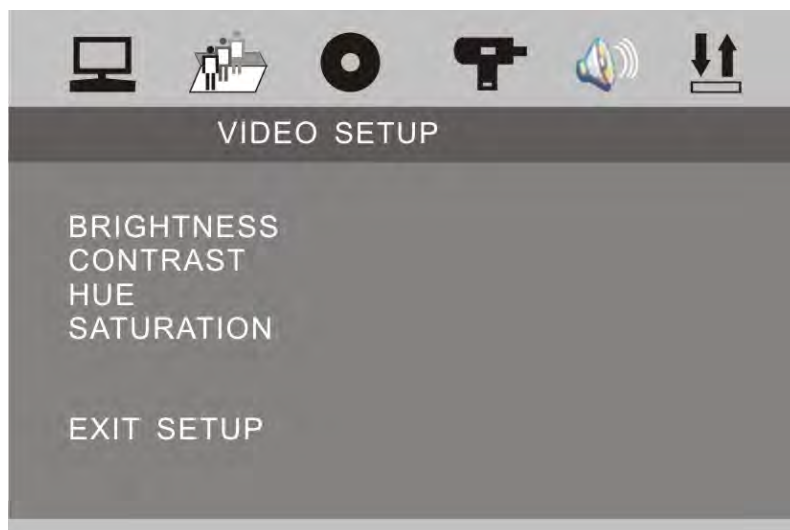 VIDEO SETUP
BRIGHTNESS
CONTRAST
HUE
SATURATION
EXIT SETUP